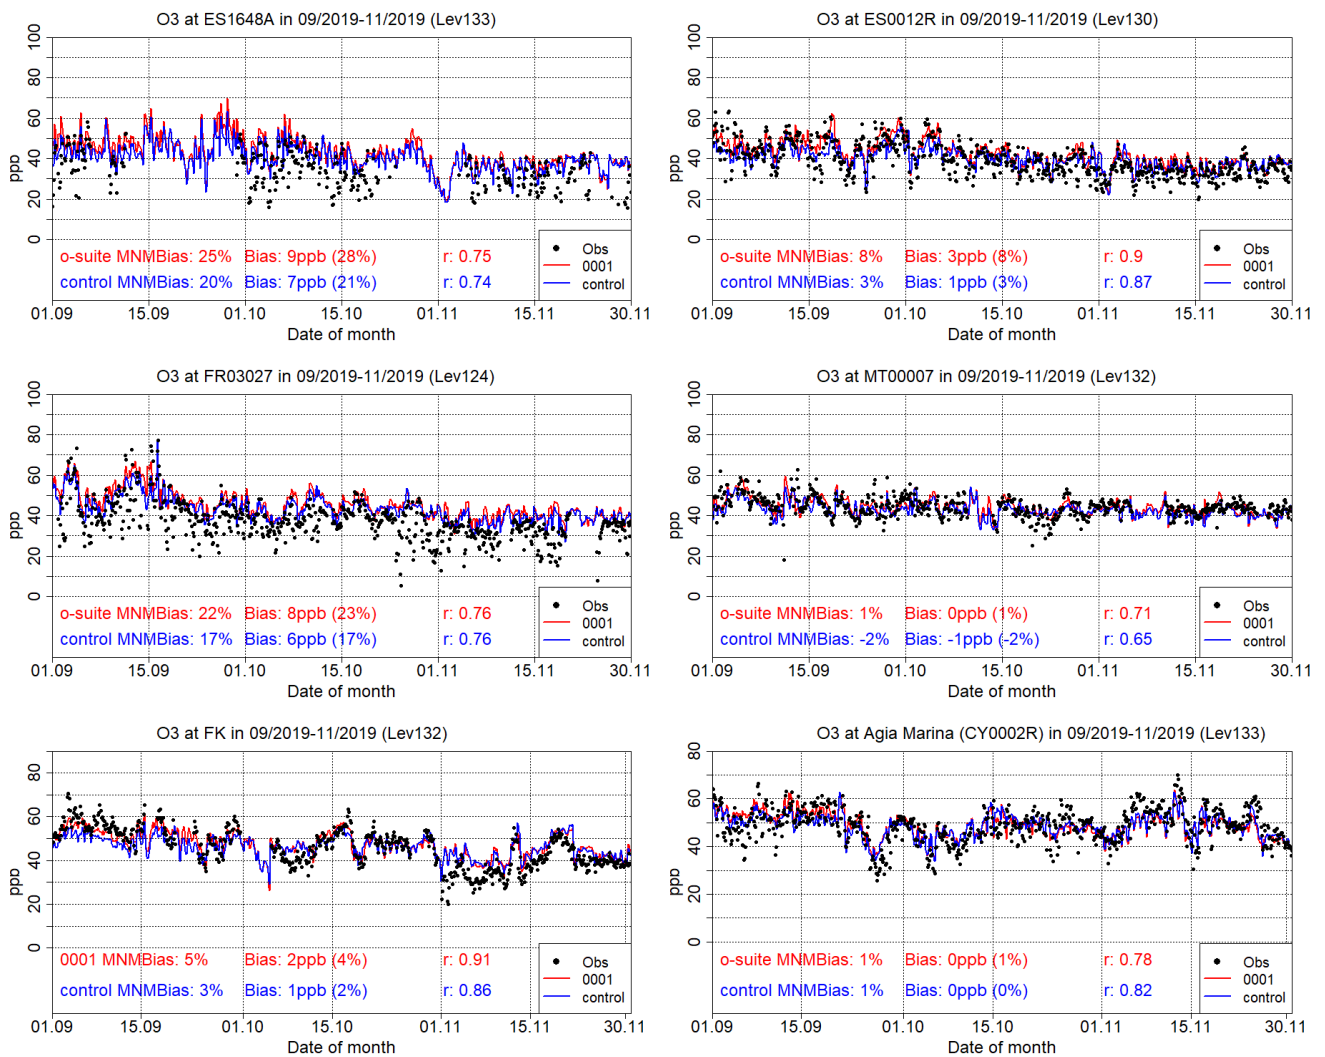 O3 at ES1648A in 09/2019-11/2019 (Lev133)
100
80
60
40
20
0
ppb
o-suite MNMBias: 25% Bias: 9ppb (28%) r: 0.75
control MNMBias: 20% Bias: 7ppb (21%) r: 0.74
Obs
0001
control
01.09 15.09 01.10 15.10 01.11 15.11 30.11
Date of month
O3 at ES0012R in 09/2019-11/2019 (Lev130)
100
80
60
40
20
0
ppb
o-suite MNMBias: 8% Bias: 3ppb (8%) r: 0.9
control MNMBias: 3% Bias: 1ppb (3%) r: 0.87
Obs
0001
control
01.09 15.09 01.10 15.10 01.11 15.11 30.11
Date of month
O3 at FR03027 in 09/2019-11/2019 (Lev124)
100
80
60
40
20
0
ppb
o-suite MNMBias: 22% Bias: 8ppb (23%) r: 0.76
control MNMBias: 17% Bias: 6ppb (17%) r: 0.76
Obs
0001
control
01.09 15.09 01.10 15.10 01.11 15.11 30.11
Date of month
O3 at MT00007 in 09/2019-11/2019 (Lev132)
100
80
60
40
20
0
ppb
o-suite MNMBias: 1% Bias: 0ppb (1%) r: 0.71
control MNMBias: -2% Bias: -1ppb (-2%) r: 0.65
Obs
0001
control
01.09 15.09 01.10 15.10 01.11 15.11 30.11
Date of month
O3 at FK in 09/2019-11/2019 (Lev132)
80
60
40
20
0
ppb
0001 MNMBias: 5% Bias: 2ppb (4%) r: 0.91
control MNMBias: 3% Bias: 1ppb (2%) r: 0.86
Obs
0001
control
01.09 15.09 01.10 15.10 01.11 15.11 30.11
Date of month
O3 at Agia Marina (CY0002R) in 09/2019-11/2019 (Lev133)
80
60
40
20
0
ppb
o-suite MNMBias: 1% Bias: 0ppb (1%) r: 0.78
control MNMBias: 1% Bias: 0ppb (0%) r: 0.82
Obs
0001
control
01.09 15.09 01.10 15.10 01.11 15.11 30.11
Date of month